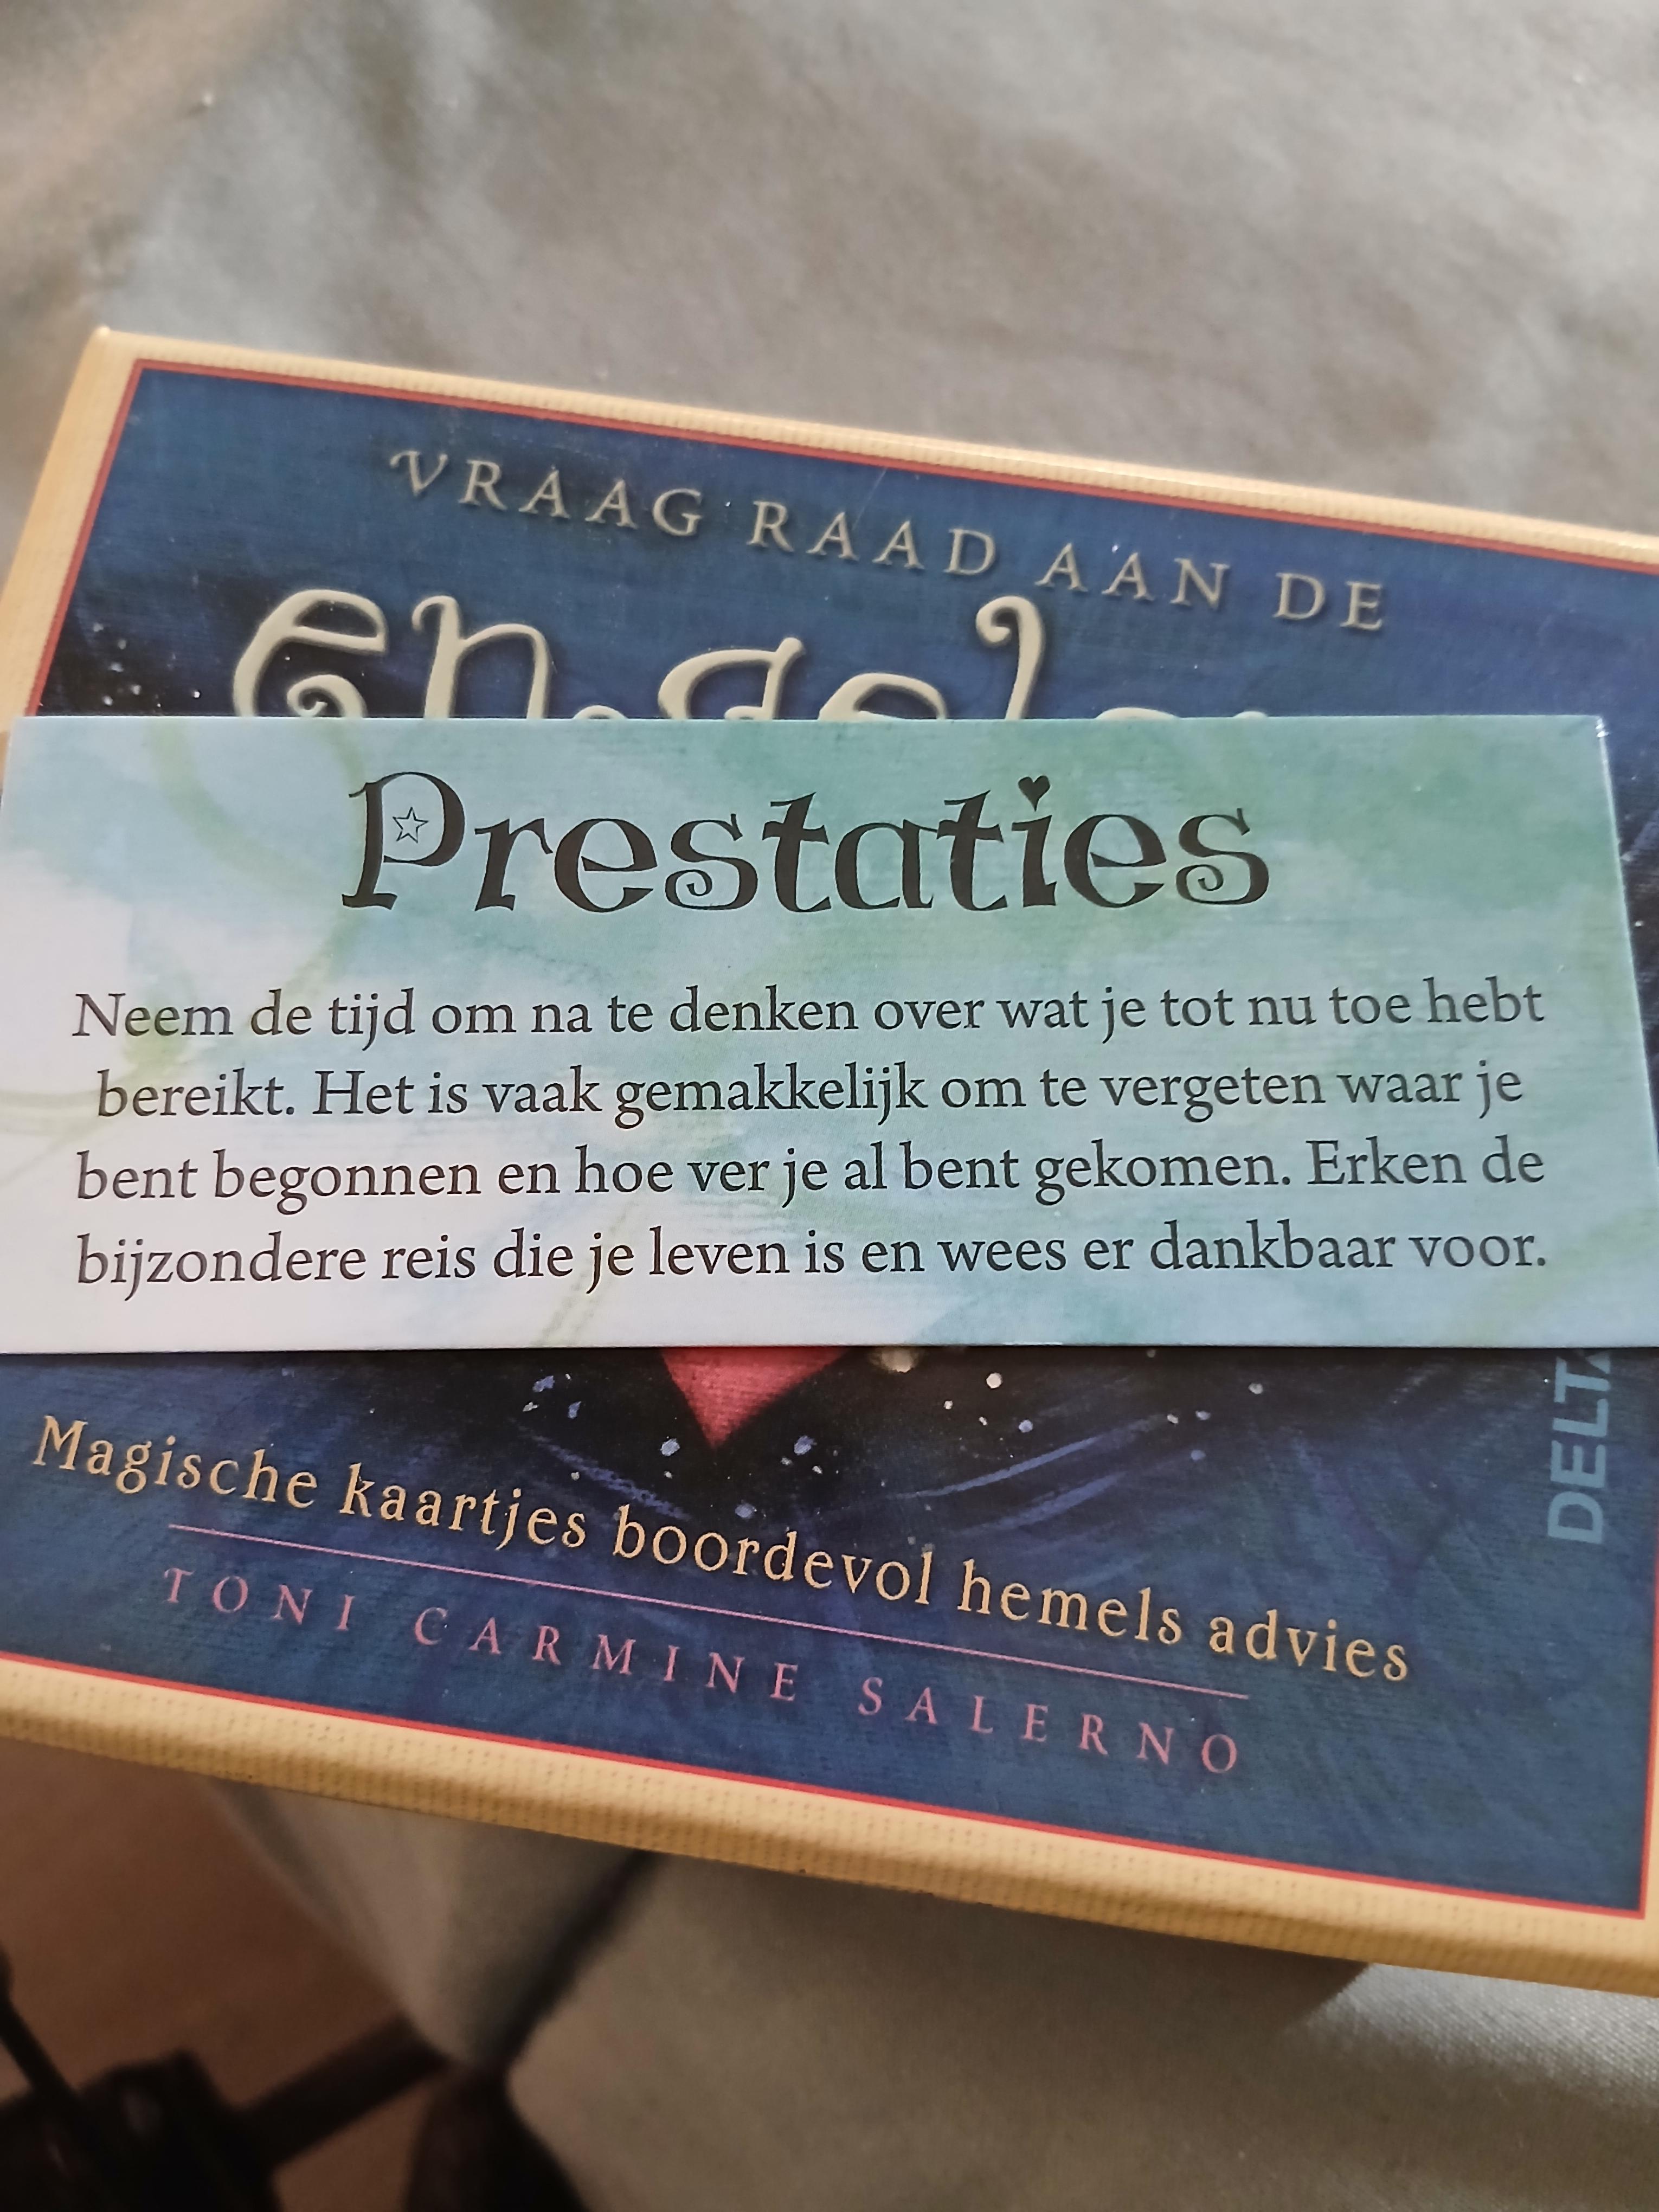 VRAAG RAAD AAN DE
Prestaties
Neem de tijd om na te denken over wat je tot nu toe hebt
bereikt. Het is vaak gemakkelijk om te vergeten waar je
bent begonnen en hoe ver je al bent gekomen. Erken de
bijzondere reis die je leven is en wees er dankbaar voor.
DELTA
Magische kaartjes boordevol hemels advies
TONI CARMINE SALERNO